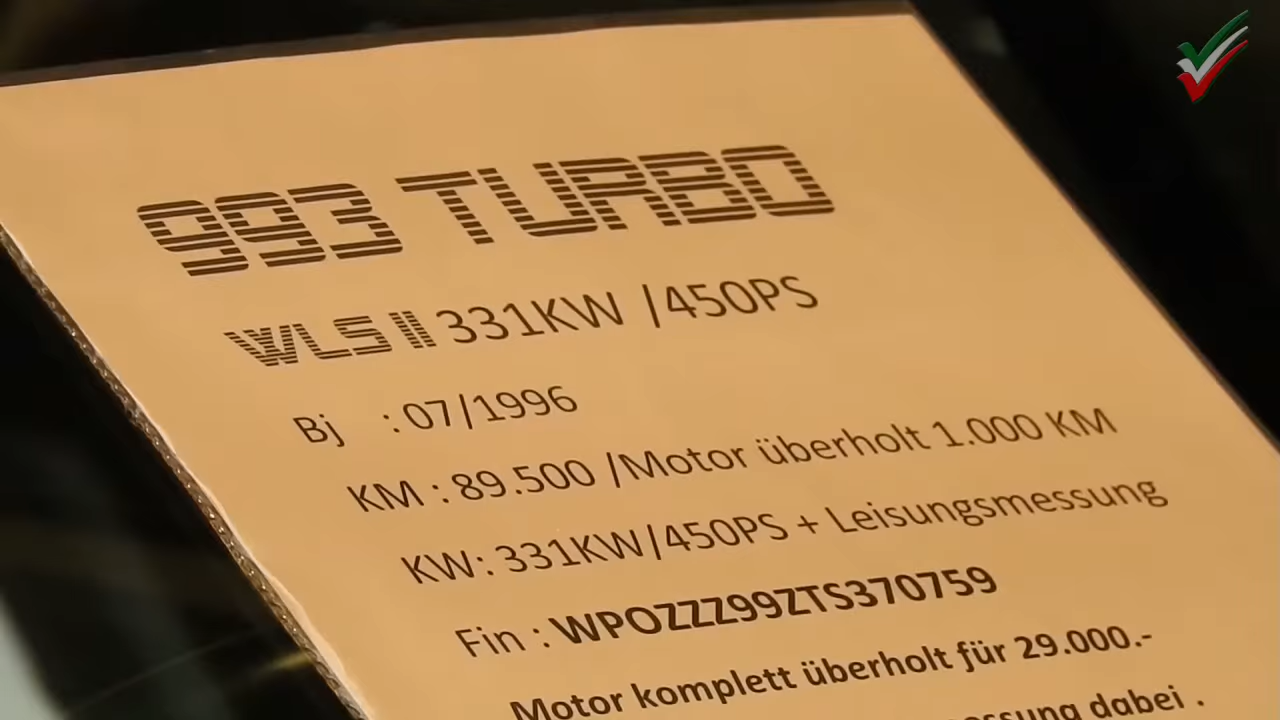 993 TURBO
WLS II 331KW /450PS
Bj : 07/1996
KM : 89.500 /Motor überholt 1.000 KM
KW: 331KW/450PS + Leisungsmessung
Fin : WPOZZZ99ZTS370759
Motor komplett überholt für 29.000.-
dabei .